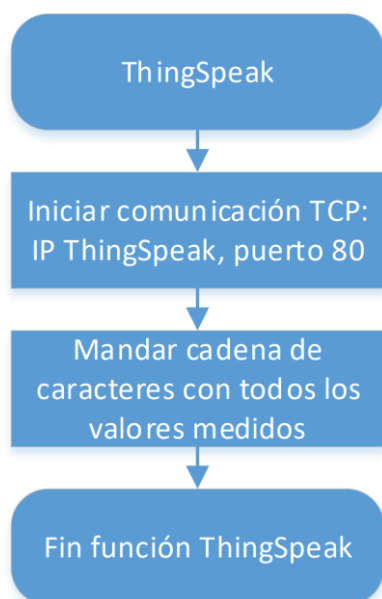 ThingSpeak
Iniciar comunicación TCP:
IP ThingSpeak, puerto 80
Mandar cadena de
caracteres con todos los
valores medidos
Fin función ThingSpeak